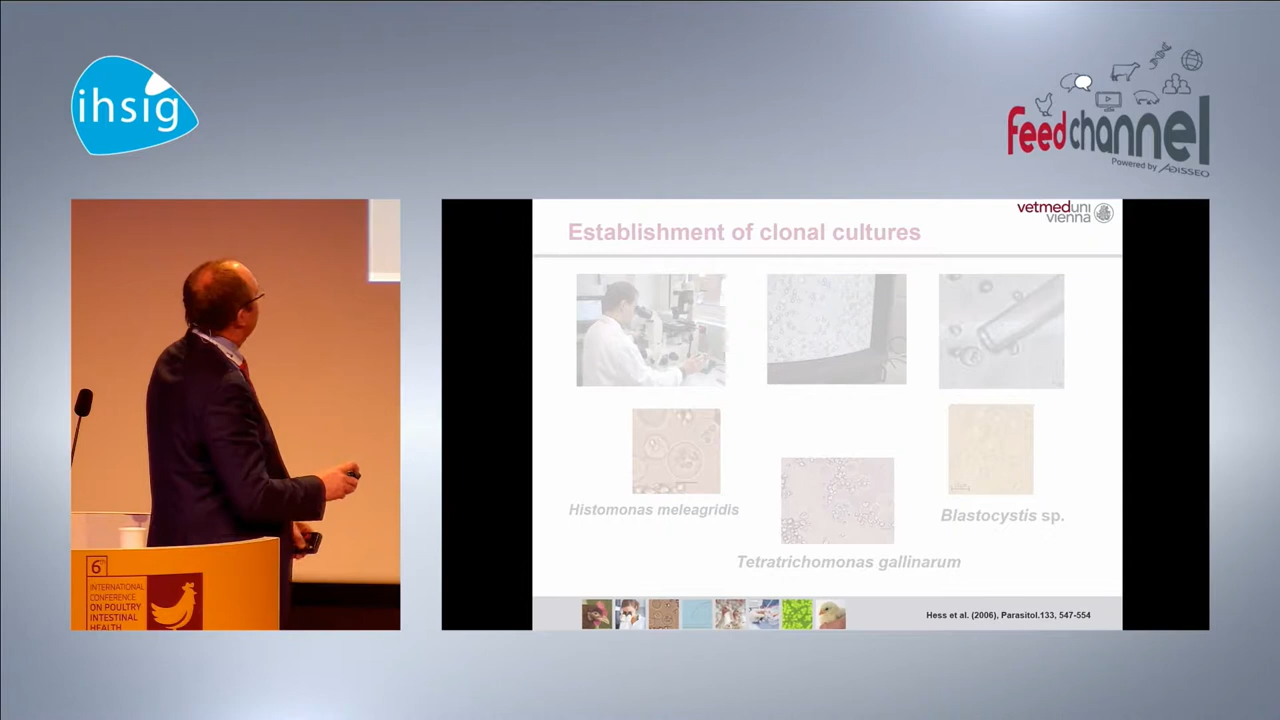 ihsig
feedchannel
Powered by ADISSEO
vetmeduni
vienna
Establishment of clonal cultures
Histomonas meleagridis
Blastocystis sp.
Tetratrichomonas gallinarum
Hess et al. (2006), Parasitol.133, 547-554
6th
INTERNATIONAL
CONFERENCE
ON POULTRY
INTESTINAL
HEALTH